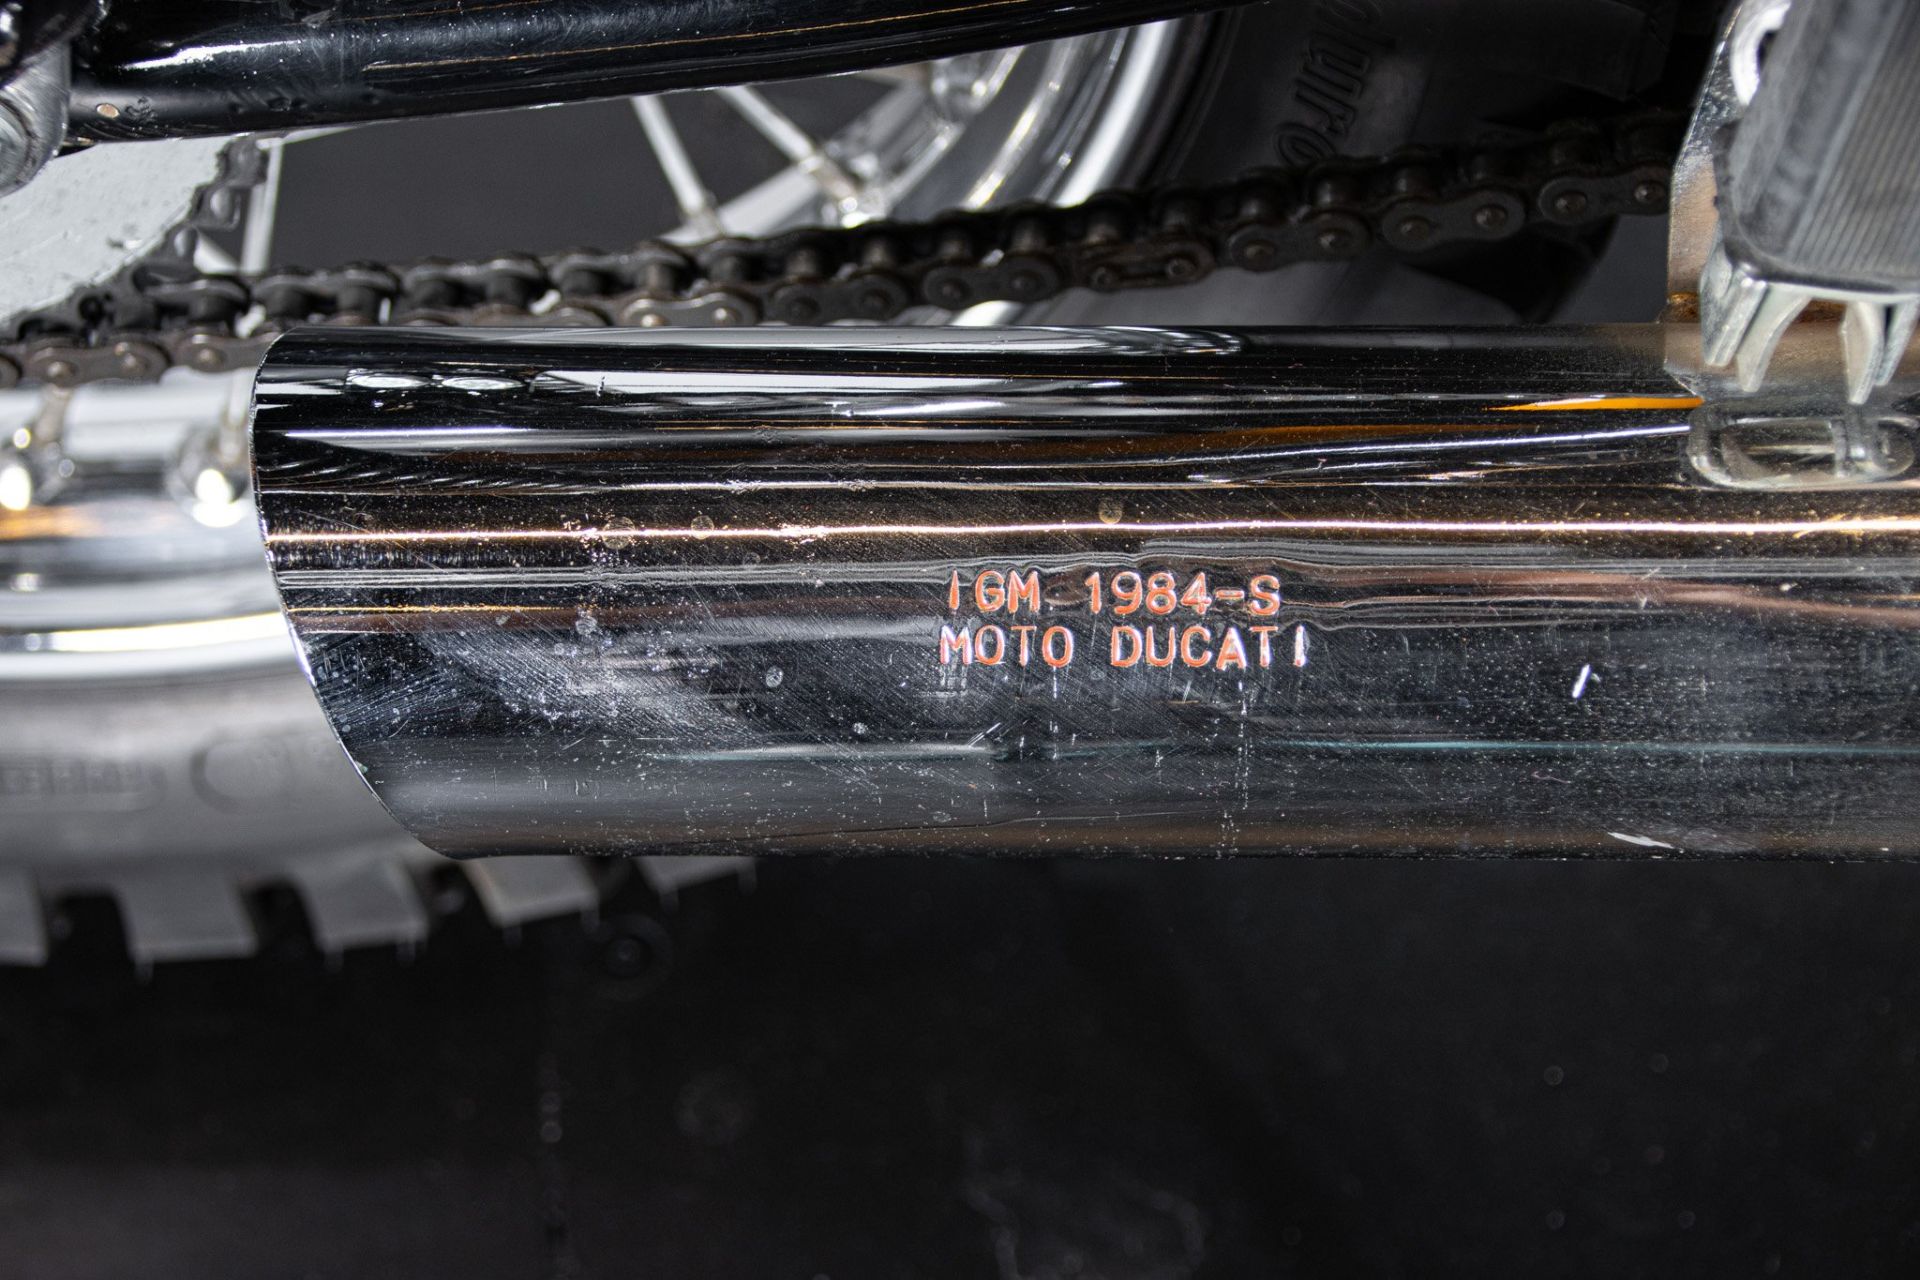 IGM 1984-S
MOTO DUCATI